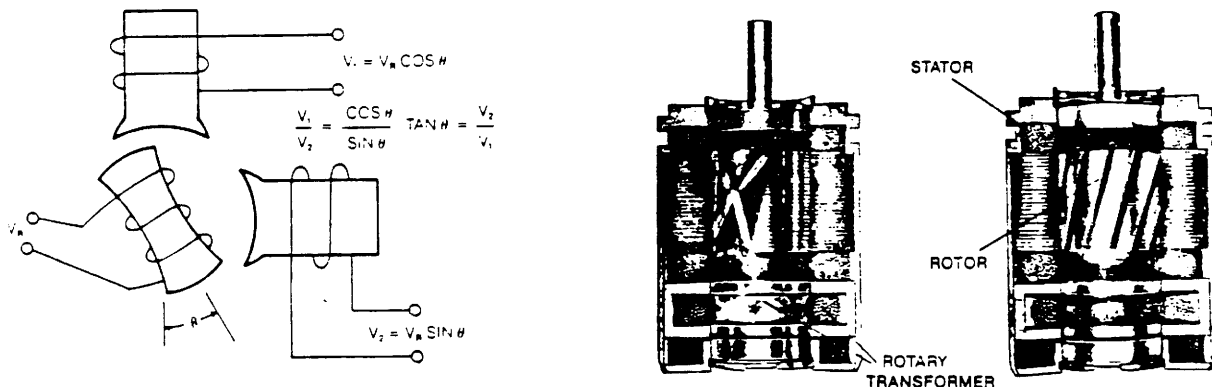 V₁ = V_R COS θ
V₁/V₂ = COS θ/SIN θ TAN θ = V₂/V₁
V_R
θ
V₂ = V_R SIN θ
STATOR
ROTOR
ROTARY
TRANSFORMER